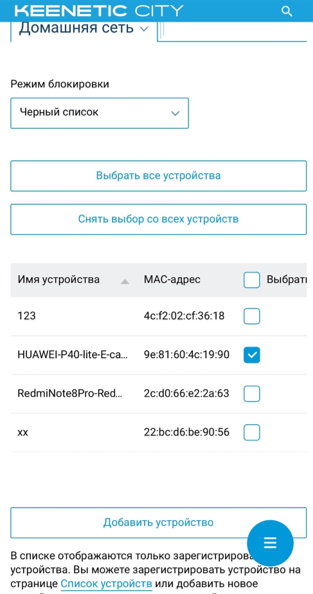 KEENETIC CITY
Домашняя сеть
Режим блокировки
Черный список
Выбрать все устройства
Снять выбор со всех устройств
Имя устройства MAC-адрес Выбрать
123 4c:f2:02:cf:36:18
HUAWEI-P40-lite-E-ca... 9e:81:60:4c:19:90
RedmiNote8Pro-Red... 2c:d0:66:e2:2a:63
xx 22:bc:d6:be:90:56
Добавить устройство
В списке отображаются только зарегистриров
устройства. Вы можете зарегистрировать устройство на
странице Список устройств или добавить новое